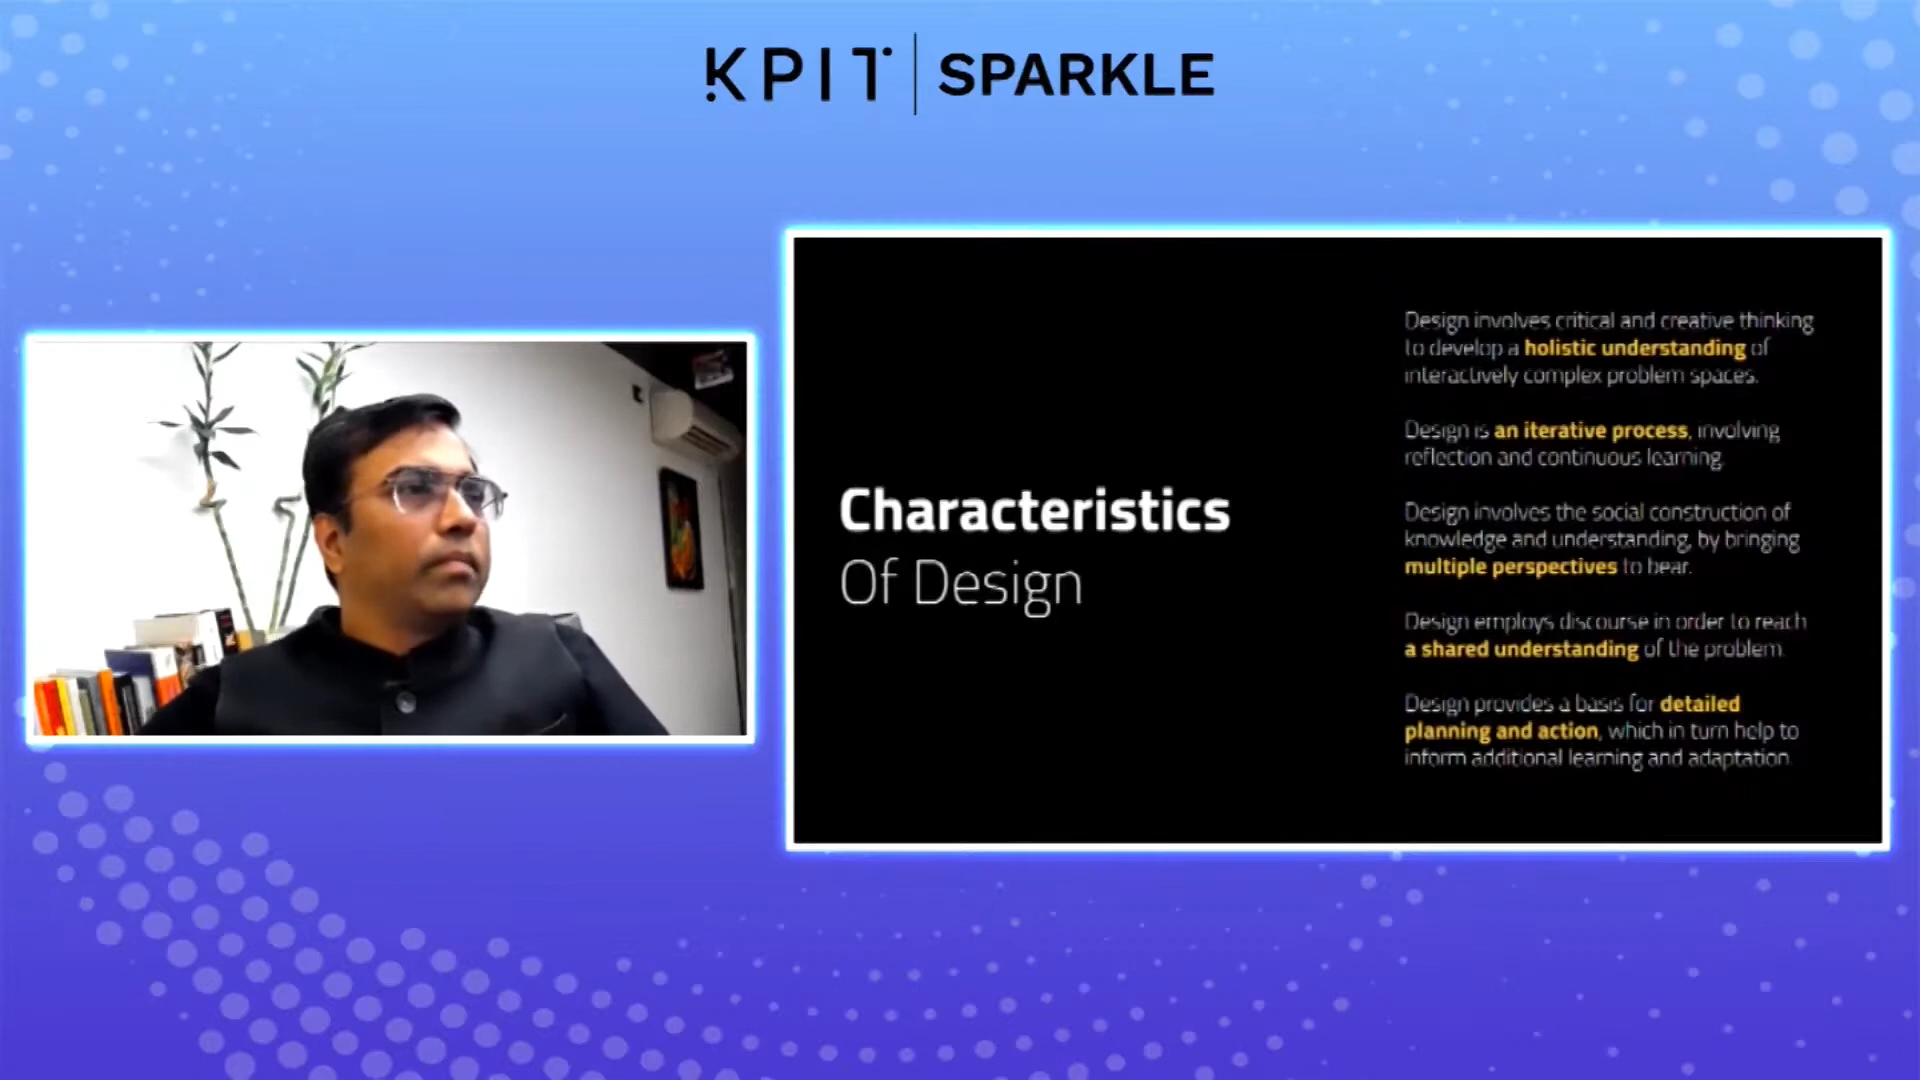 KPIT | SPARKLE
Characteristics
Of Design
Design involves critical and creative thinking
to develop a holistic understanding of
interactively complex problem spaces.
Design is an iterative process, involving
reflection and continuous learning.
Design involves the social construction of
knowledge and understanding, by bringing
multiple perspectives to bear.
Design employs discourse in order to reach
a shared understanding of the problem.
Design provides a basis for detailed
planning and action, which in turn help to
inform additional learning and adaptation.